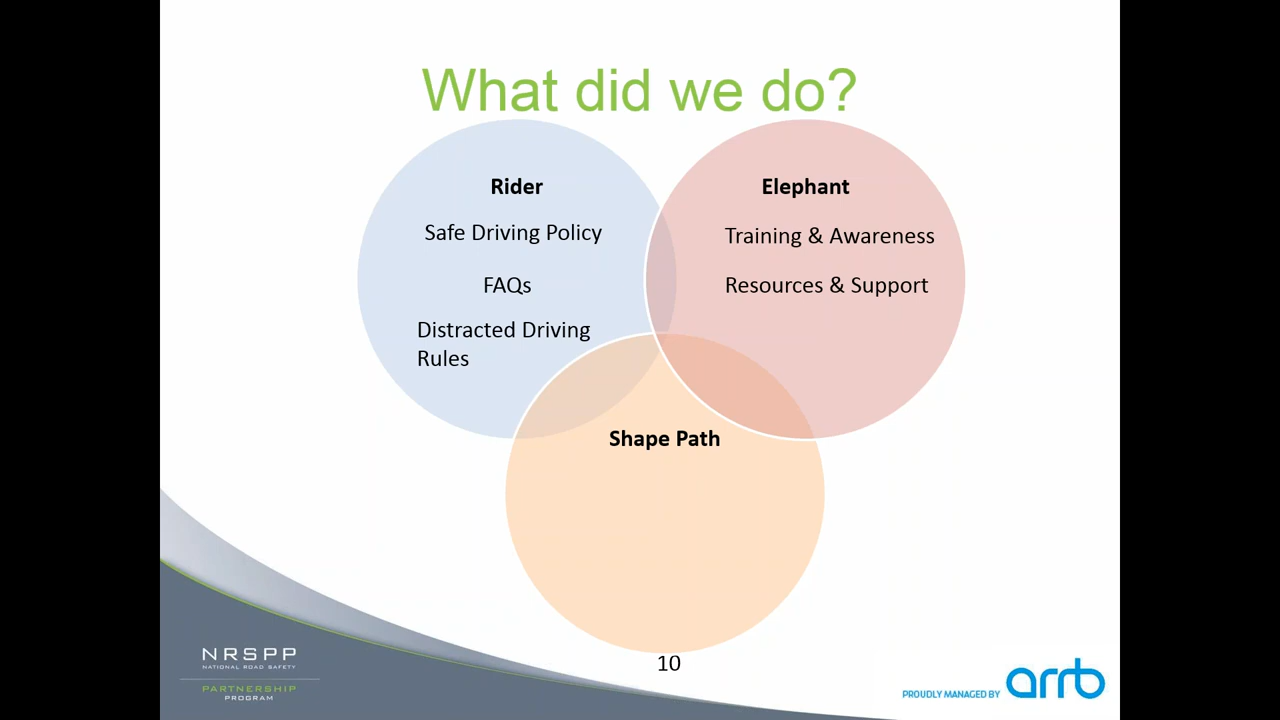 What did we do?
Rider
Safe Driving Policy
FAQs
Distracted Driving
Rules
Elephant
Training & Awareness
Resources & Support
Shape Path
10
NRSPP
NATIONAL ROAD SAFETY
PARTNERSHIP
PROGRAM
PROUDLY MANAGED BY
arrb